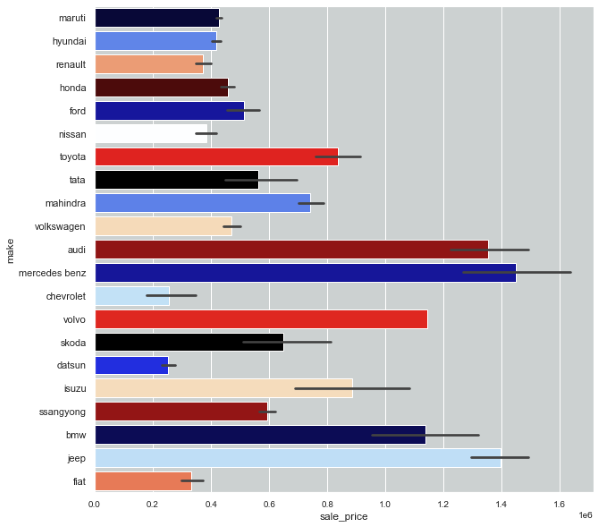 maruti
hyundai
renault
honda
ford
nissan
toyota
tata
mahindra
volkswagen
audi
mercedes benz
chevrolet
volvo
skoda
datsun
isuzu
ssangyong
bmw
jeep
fiat
make
0.0 0.2 0.4 0.6 0.8 1.0 1.2 1.4 1.6
sale_price
1e6